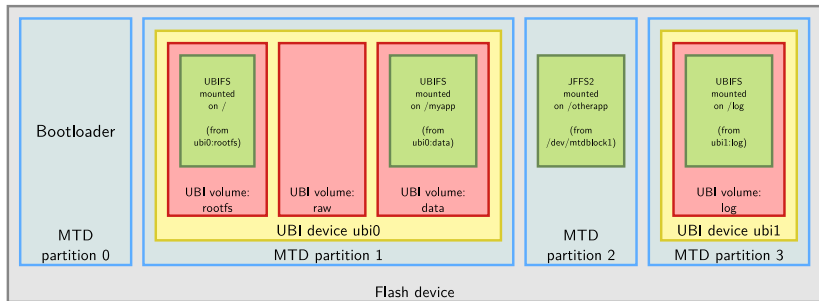 Bootloader
MTD
partition 0
UBIFS
mounted
on /
(from
ubi0:rootfs)
UBI volume:
rootfs
UBI volume:
raw
UBIFS
mounted
on /myapp
(from
ubi0:data)
UBI volume:
data
UBI device ubi0
MTD partition 1
JFFS2
mounted
on /otherapp
(from
/dev/mtdblock1)
MTD
partition 2
UBIFS
mounted
on /log
(from
ubi1:log)
UBI volume:
log
UBI device ubi1
MTD partition 3
Flash device